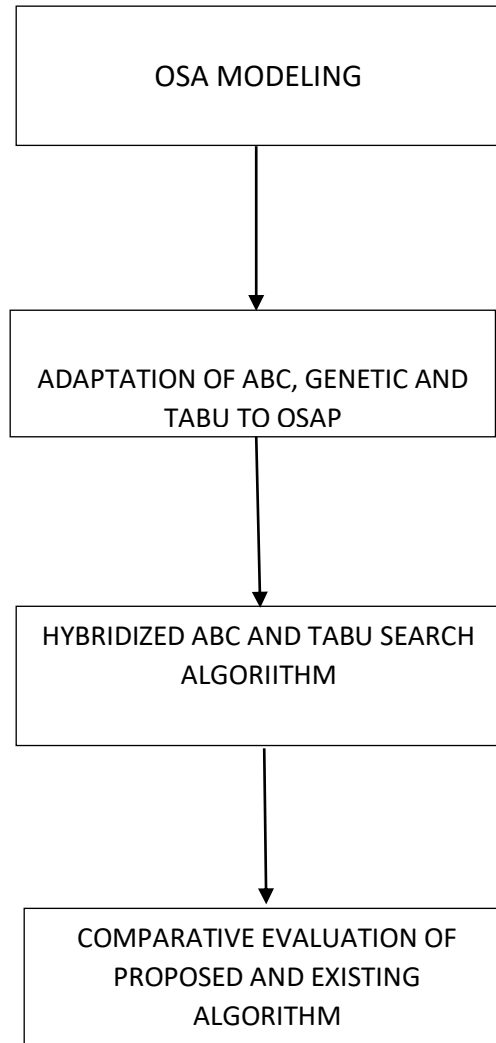 OSA MODELING
ADAPTATION OF ABC, GENETIC AND
TABU TO OSAP
HYBRIDIZED ABC AND TABU SEARCH
ALGORIITHM
COMPARATIVE EVALUATION OF
PROPOSED AND EXISTING
ALGORITHM